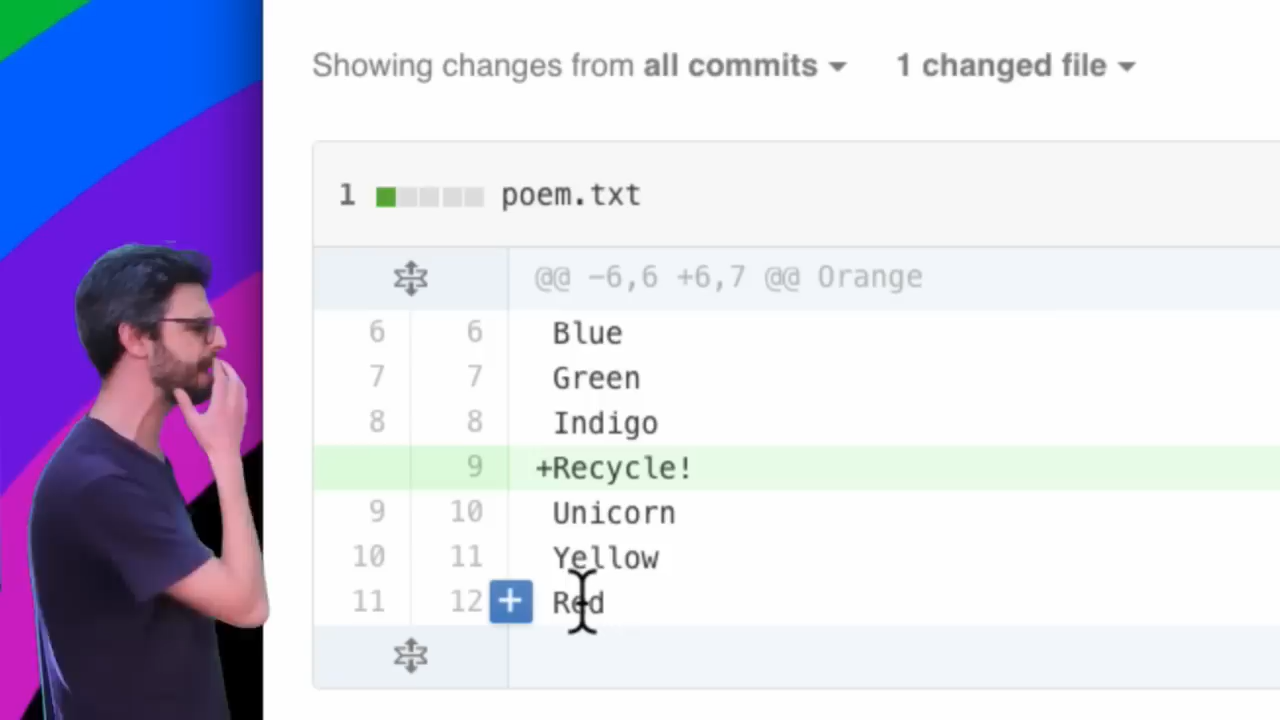 Showing changes from all commits 1 changed file
1 poem.txt
@@ -6,6 +6,7 @@ Orange
6 6 Blue
7 7 Green
8 8 Indigo
9 +Recycle!
9 10 Unicorn
10 11 Yellow
11 12 + Red